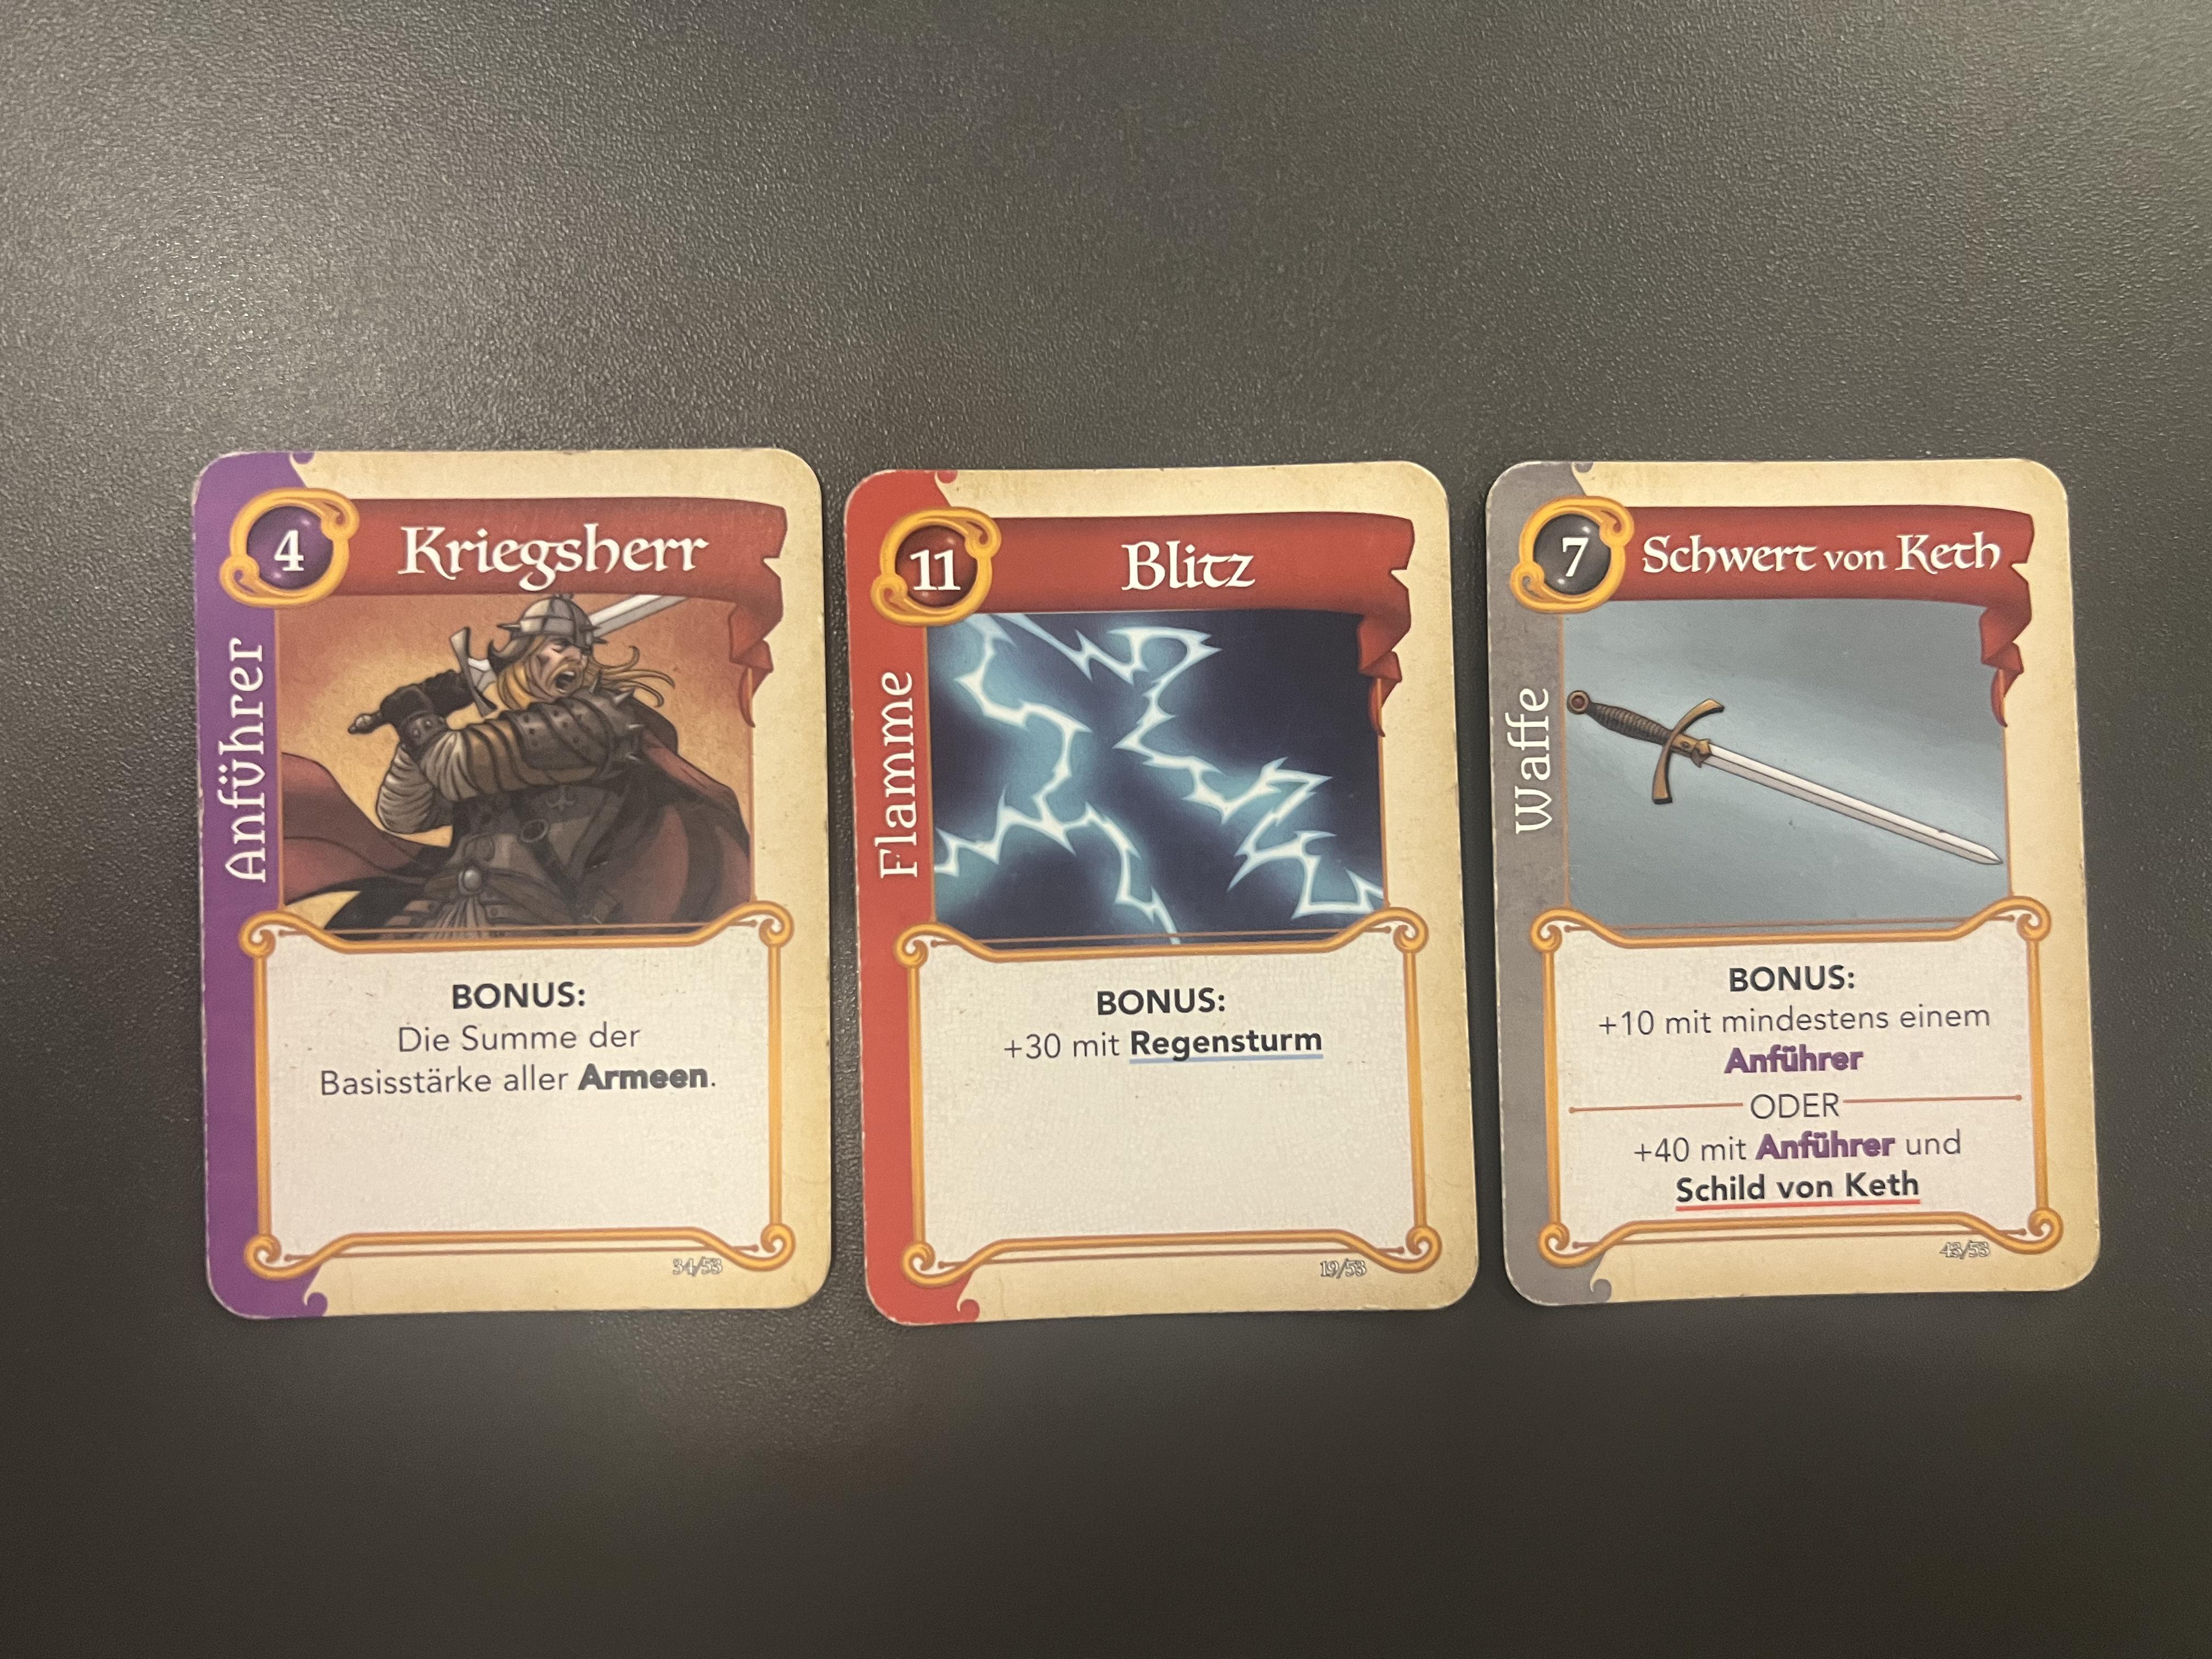 Anführer
4
Kriegsherr
BONUS:
Die Summe der
Basisstärke aller Armeen.
34/53
Flamme
11
Blitz
BONUS:
+30 mit Regensturm
19/53
Waffe
7
Schwert von Keth
BONUS:
+10 mit mindestens einem
Anführer
ODER
+40 mit Anführer und
Schild von Keth
43/53